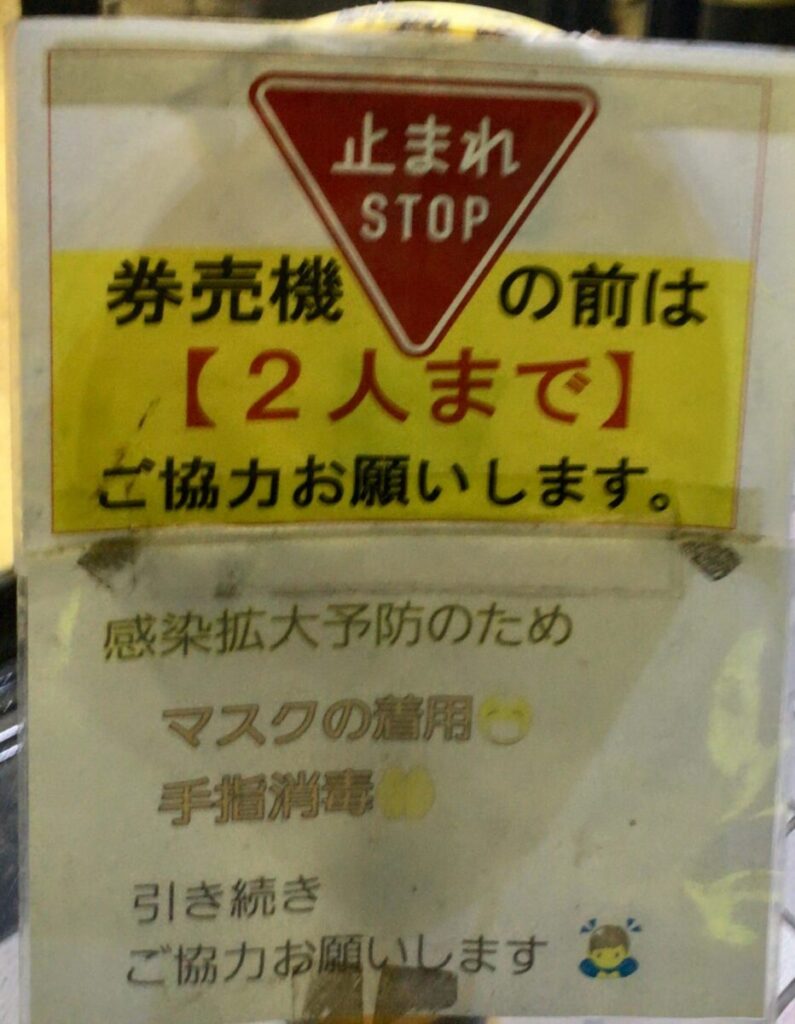 止まれ
STOP
券売機の前は
【２人まで】
ご協力お願いします。
感染拡大予防のため
マスクの着用
手指消毒
引き続き
ご協力お願いします